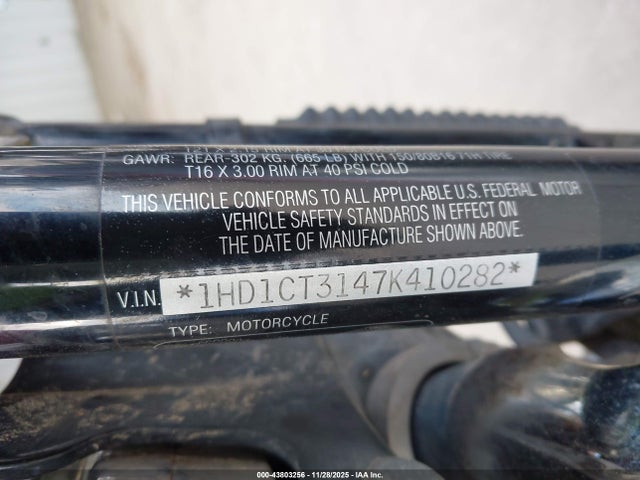 GAWR: REAR-302 KG. (665 LB) WITH 150/80B16 71H TIRE
T16 X 3.00 RIM AT 40 PSI COLD
THIS VEHICLE CONFORMS TO ALL APPLICABLE U.S. FEDERAL MOTOR
VEHICLE SAFETY STANDARDS IN EFFECT ON
THE DATE OF MANUFACTURE SHOWN ABOVE.
V.I.N. *1HD1CT3147K410282*
TYPE: MOTORCYCLE
00-43803256 - 11/28/2025 - IAA Inc.